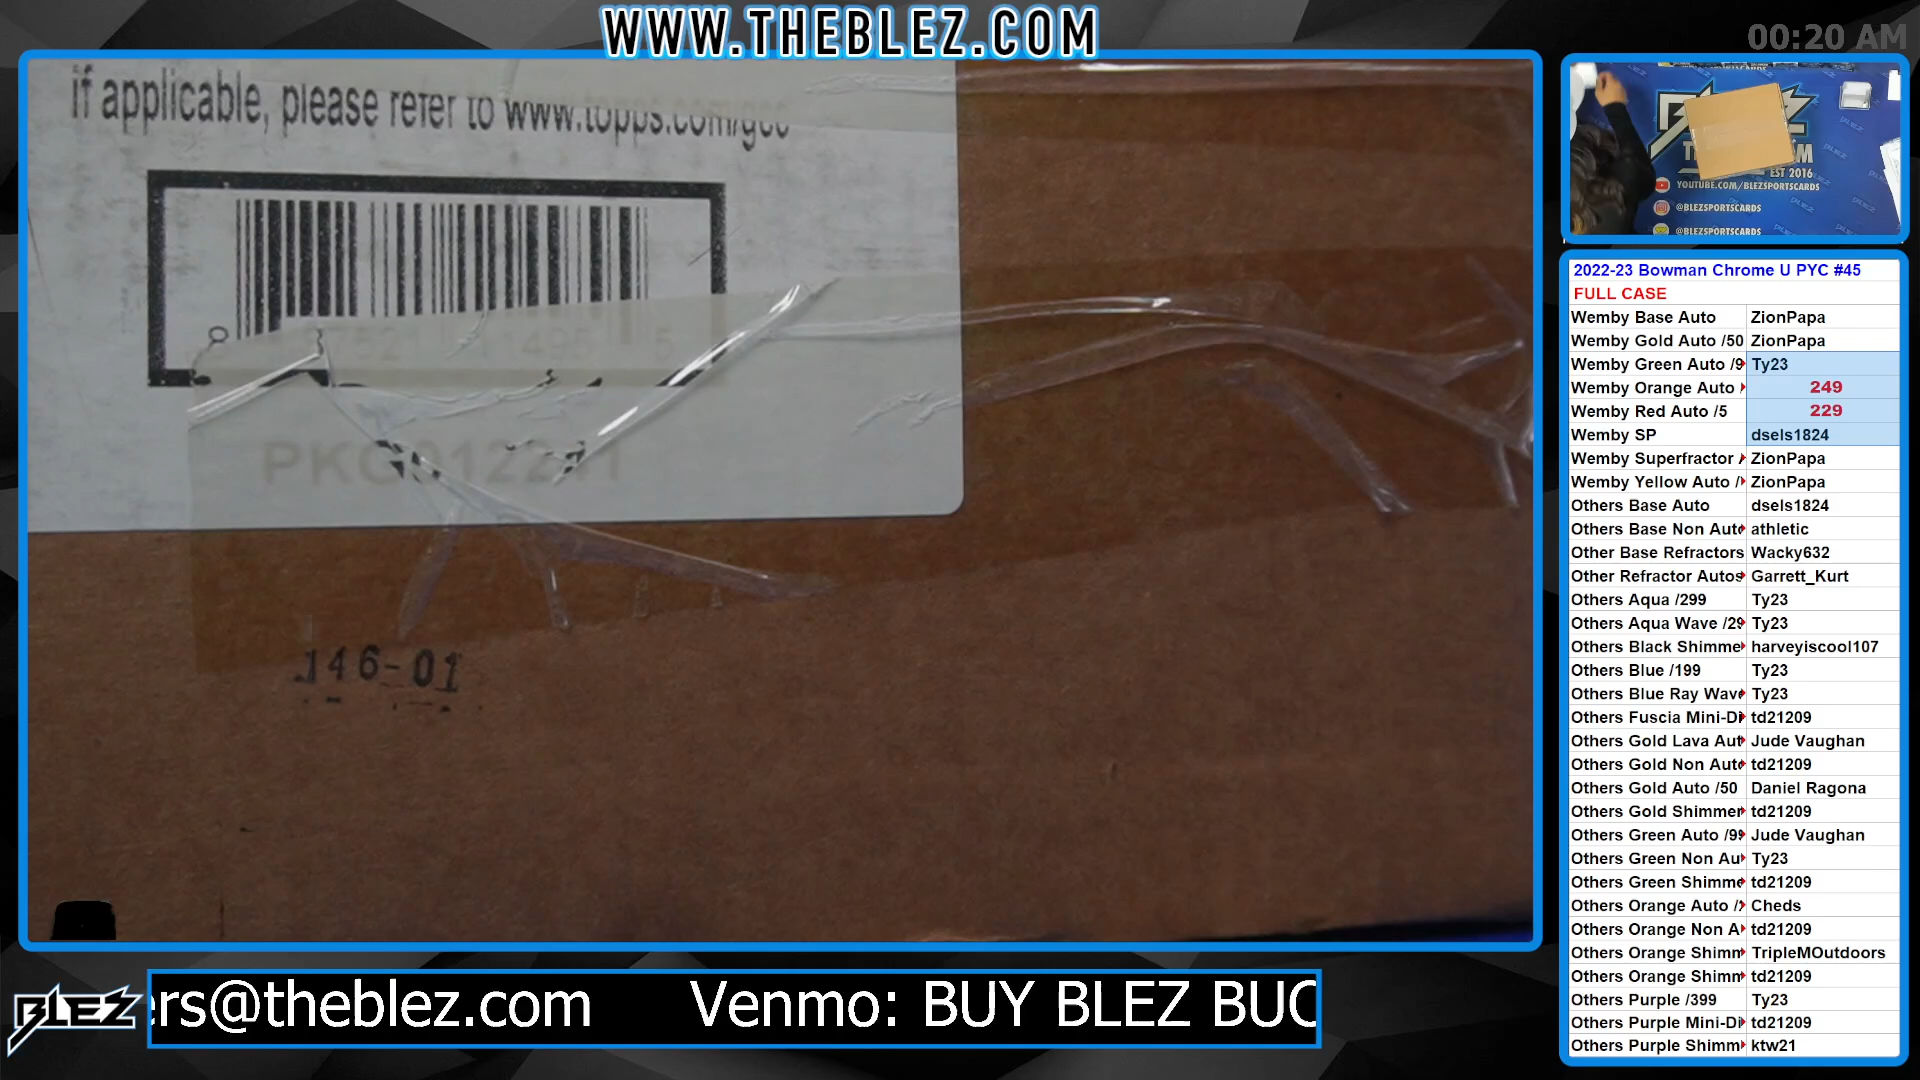 WWW.THEBLEZ.COM
00:20 AM
if applicable, please refer to www.topps.com/gcc
146-01
EST 2016
YOUTUBE.COM/BLEZSPORTSCARDS
@BLEZSPORTSCARDS
@BLEZSPORTSCARDS
2022-23 Bowman Chrome U PYC #45
FULL CASE
Wemby Base Auto ZionPapa
Wemby Gold Auto /50 ZionPapa
Wemby Green Auto /9 Ty23
Wemby Orange Auto 249
Wemby Red Auto /5 229
Wemby SP dsels1824
Wemby Superfractor / ZionPapa
Wemby Yellow Auto / ZionPapa
Others Base Auto dsels1824
Others Base Non Auto athletic
Other Base Refractors Wacky632
Other Refractor Autos Garrett_Kurt
Others Aqua /299 Ty23
Others Aqua Wave /29 Ty23
Others Black Shimme harveyiscool107
Others Blue /199 Ty23
Others Blue Ray Wave Ty23
Others Fuscia Mini-Di td21209
Others Gold Lava Aut Jude Vaughan
Others Gold Non Auto td21209
Others Gold Auto /50 Daniel Ragona
Others Gold Shimmer td21209
Others Green Auto /99 Jude Vaughan
Others Green Non Au Ty23
Others Green Shimme td21209
Others Orange Auto / Cheds
Others Orange Non A td21209
Others Orange Shimm TripleMOutdoors
Others Orange Shimm td21209
Others Purple /399 Ty23
Others Purple Mini-Di td21209
Others Purple Shimm ktw21
BLEZ
rs@theblez.com Venmo: BUY BLEZ BUC